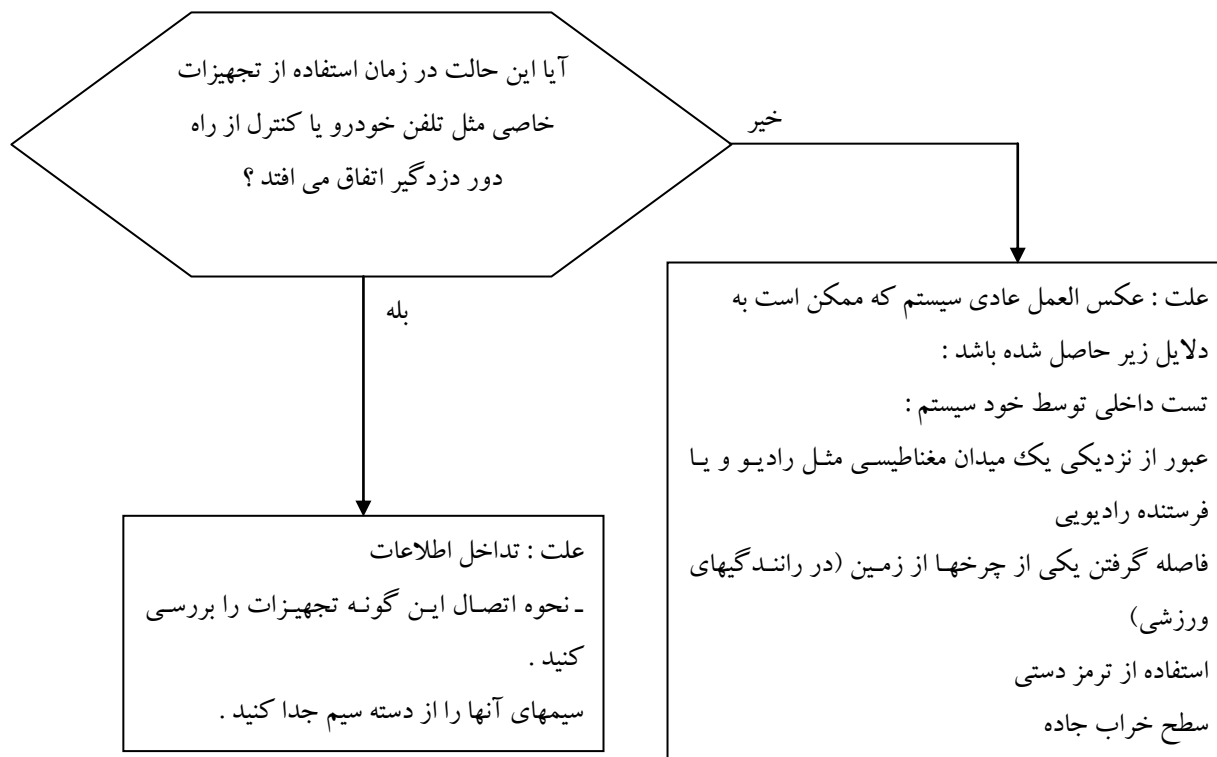 آیا این حالت در زمان استفاده از تجهیزات
خاصی مثل تلفن خودرو یا کنترل از راه
دور دزدگیر اتفاق می افتد ؟
خیر
بله
علت : عکس العمل عادی سیستم که ممکن است به
دلایل زیر حاصل شده باشد :
تست داخلی توسط خود سیستم :
عبور از نزدیکی یک میدان مغناطیسی مثل رادیو و یا
فرستنده رادیویی
فاصله گرفتن یکی از چرخها از زمین (در رانندگیهای
ورزشی)
استفاده از ترمز دستی
سطح خراب جاده
علت : تداخل اطلاعات
ـ نحوه اتصال این گونه تجهیزات را بررسی
کنید .
سیمهای آنها را از دسته سیم جدا کنید .